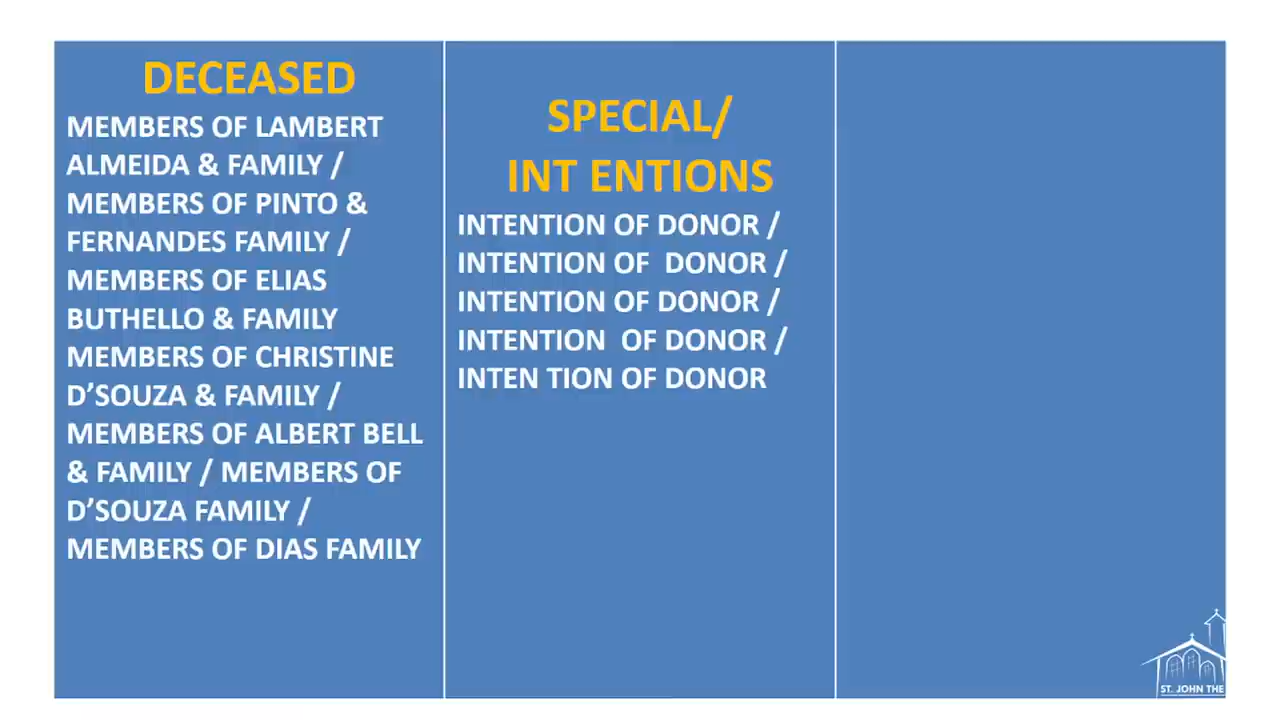 DECEASED
MEMBERS OF LAMBERT
ALMEIDA & FAMILY /
MEMBERS OF PINTO &
FERNANDES FAMILY /
MEMBERS OF ELIAS
BUTHELLO & FAMILY
MEMBERS OF CHRISTINE
D’SOUZA & FAMILY /
MEMBERS OF ALBERT BELL
& FAMILY / MEMBERS OF
D’SOUZA FAMILY /
MEMBERS OF DIAS FAMILY
SPECIAL/
INT ENTIONS
INTENTION OF DONOR /
INTENTION OF  DONOR /
INTENTION OF DONOR /
INTENTION  OF DONOR /
INTEN TION OF DONOR
ST. JOHN THE